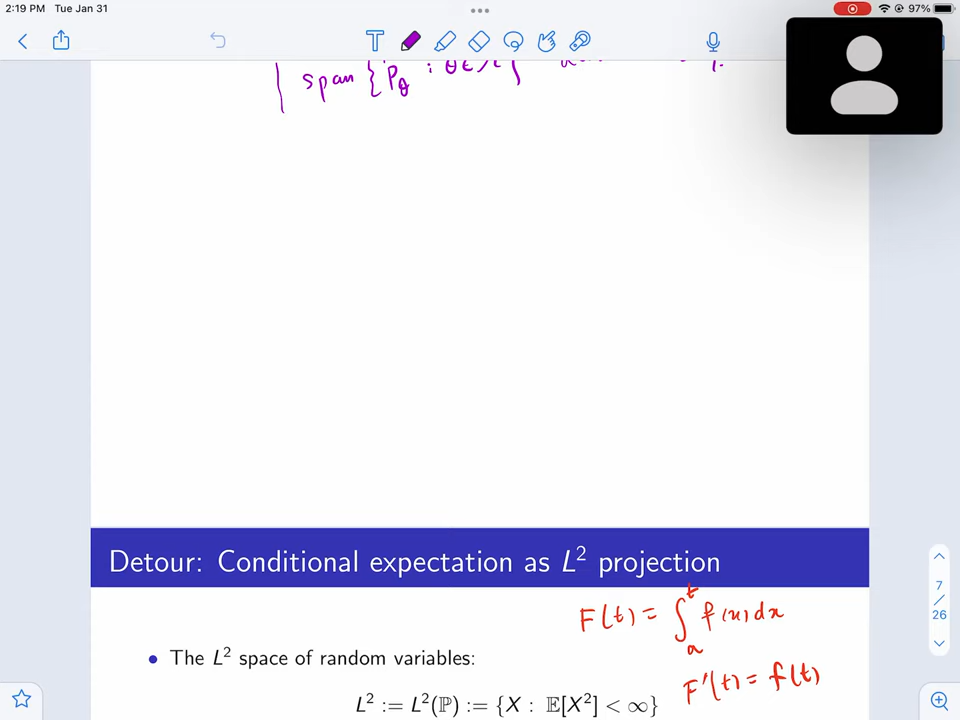 2:19 PM Tue Jan 31
97%
T
span { P_θ : θ ∈
Detour: Conditional expectation as L² projection
F(t) = ∫_a^t f(x) dx
• The L² space of random variables:
F'(t) = f(t)
L² := L²(ℙ) := {X : 𝔼[X²] < ∞}
7
/
26